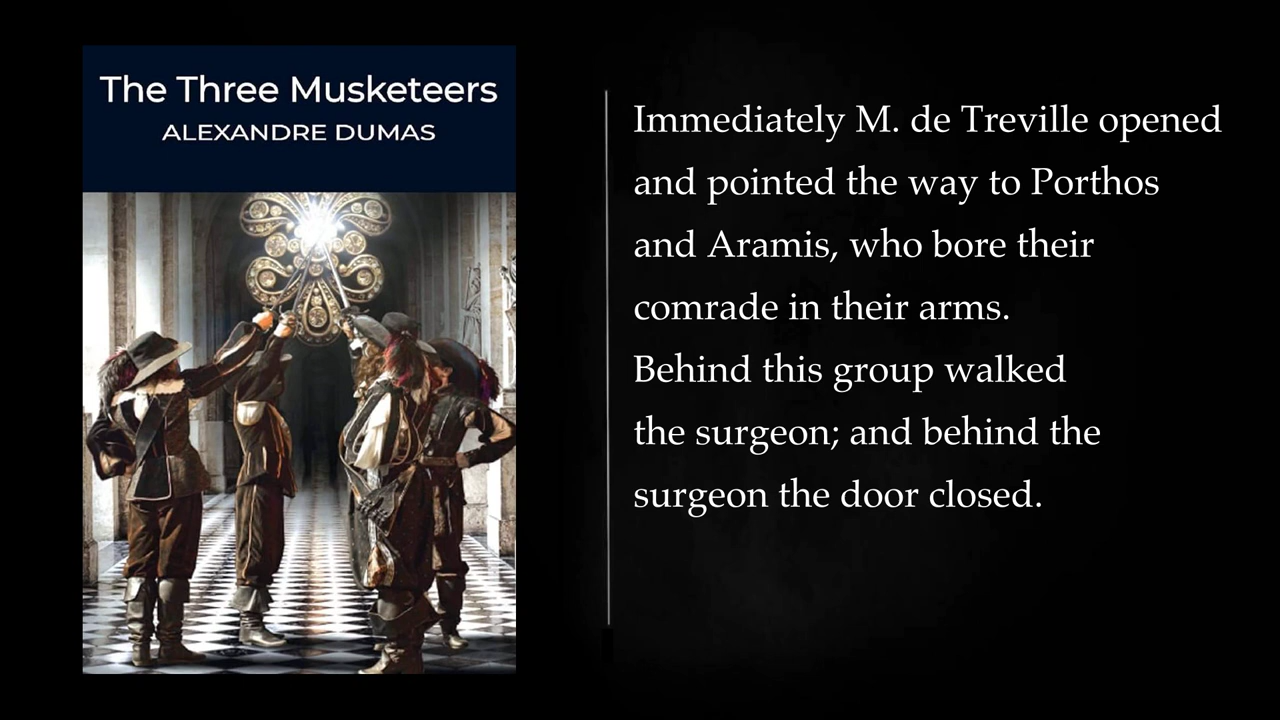 The Three Musketeers
ALEXANDRE DUMAS
Immediately M. de Treville opened
and pointed the way to Porthos
and Aramis, who bore their
comrade in their arms.
Behind this group walked
the surgeon; and behind the
surgeon the door closed.